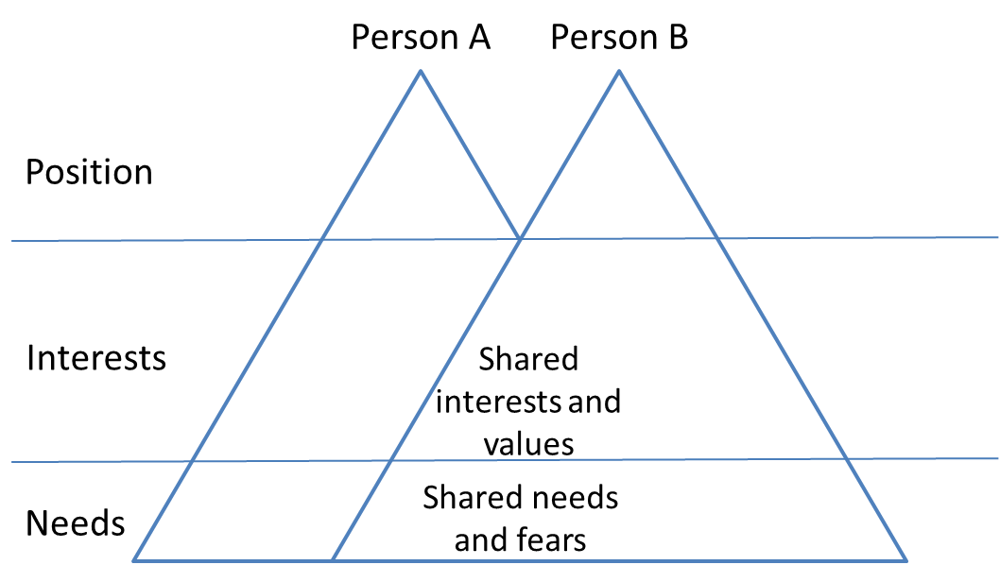 Person A
Person B
Position
Interests
Shared
interests and
values
Needs
Shared needs
and fears